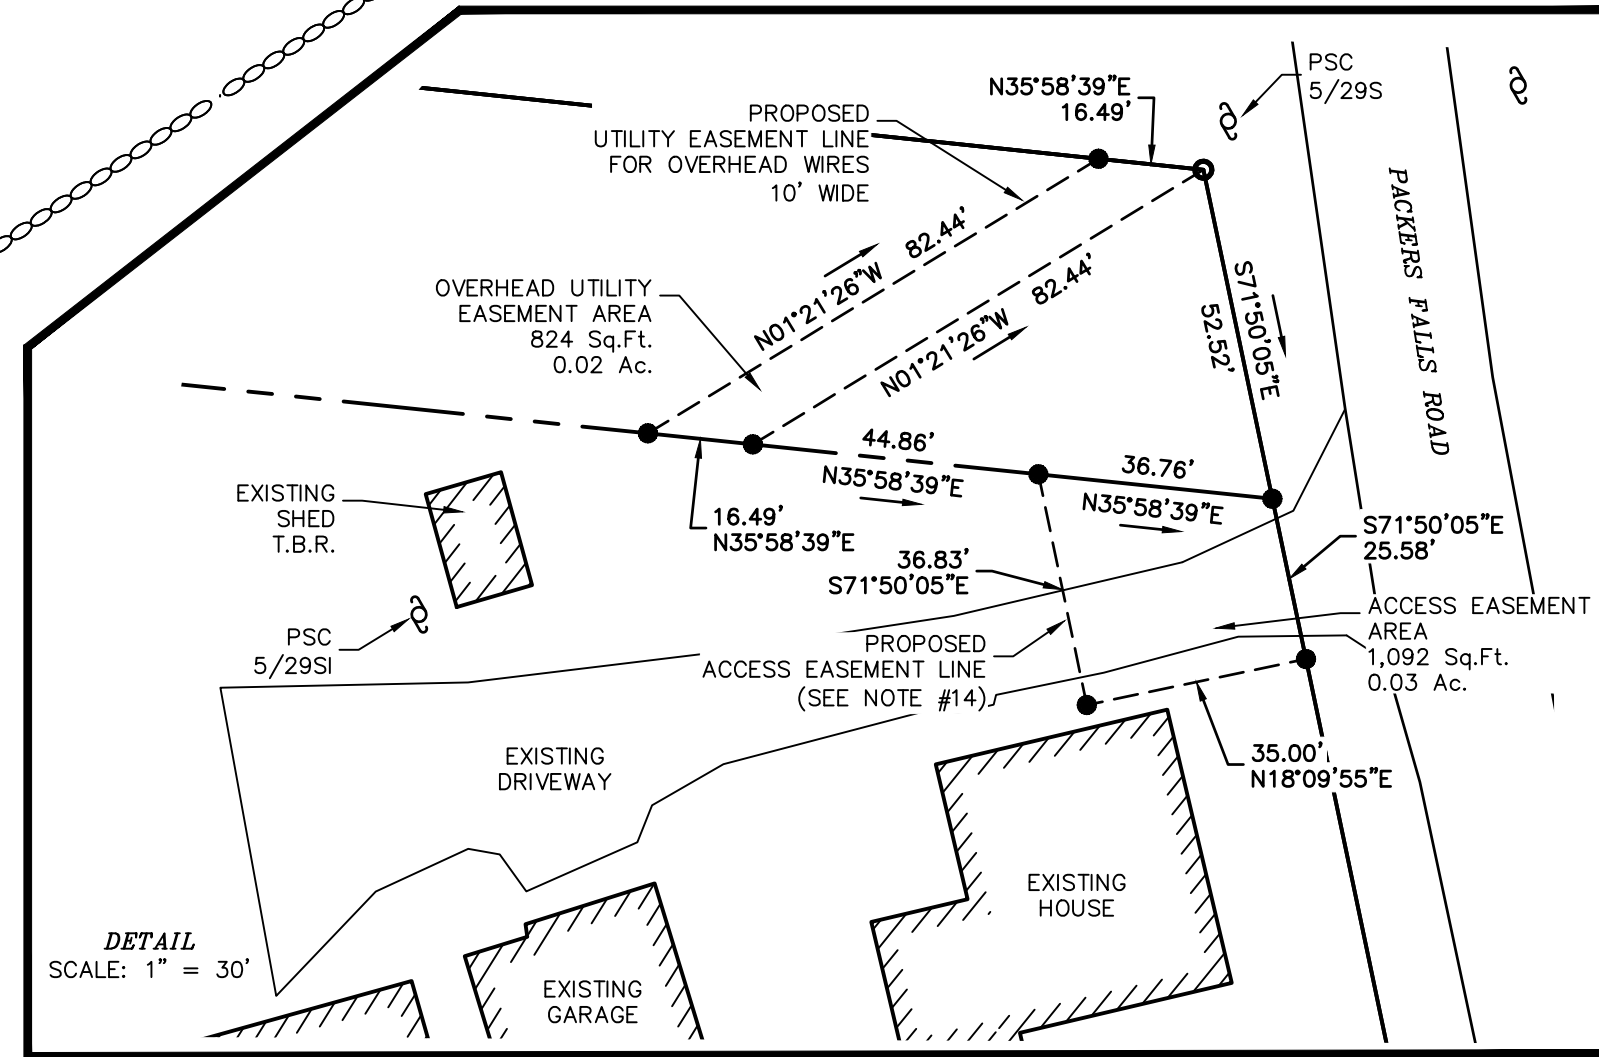 PSC
5/29S
N35°58'39"E
16.49'
PROPOSED
UTILITY EASEMENT LINE
FOR OVERHEAD WIRES
10' WIDE
PACKERS FALLS ROAD
82.44'
N01°21'26"W
82.44'
N01°21'26"W
S71°50'05"E
52.52'
OVERHEAD UTILITY
EASEMENT AREA
824 Sq.Ft.
0.02 Ac.
44.86'
N35°58'39"E
36.76'
N35°58'39"E
EXISTING
SHED
T.B.R.
16.49'
N35°58'39"E
36.83'
S71°50'05"E
S71°50'05"E
25.58'
ACCESS EASEMENT
AREA
1,092 Sq.Ft.
0.03 Ac.
PSC
5/29SI
PROPOSED
ACCESS EASEMENT LINE
(SEE NOTE #14)
35.00'
N18°09'55"E
EXISTING
DRIVEWAY
EXISTING
HOUSE
DETAIL
SCALE: 1" = 30'
EXISTING
GARAGE